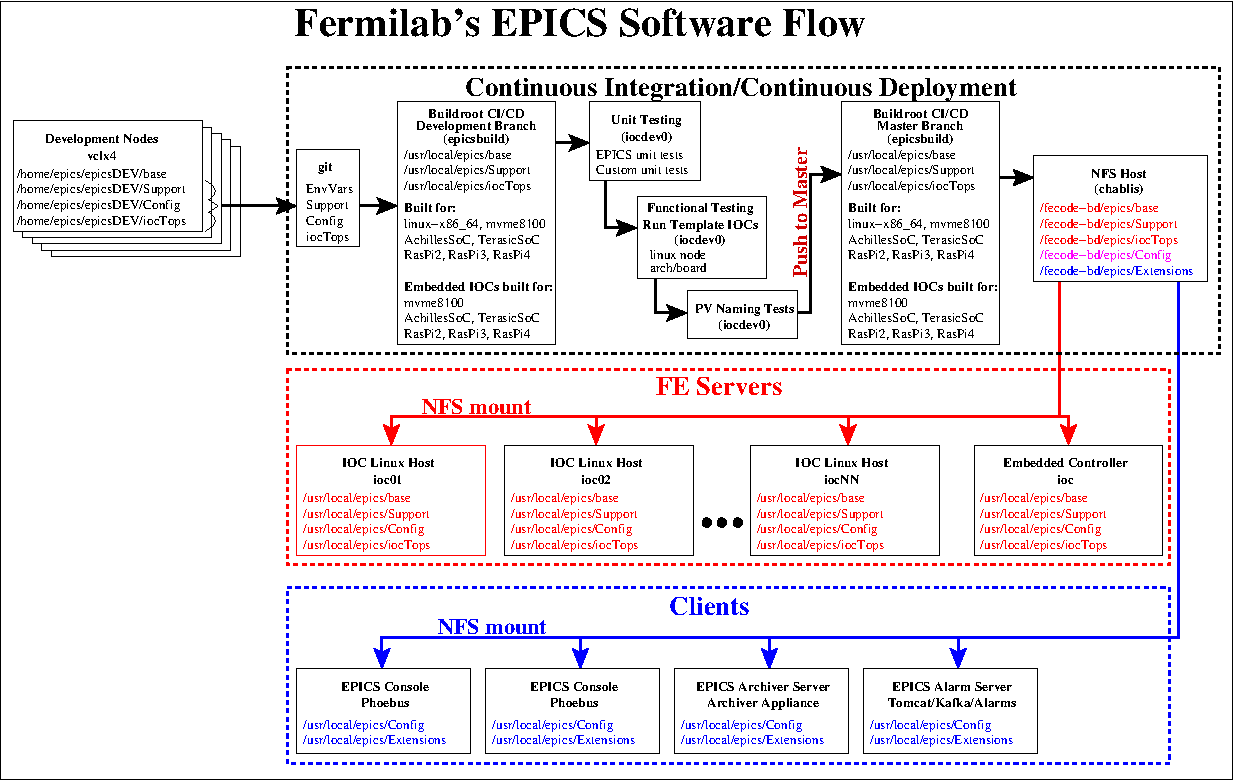 Fermilab's EPICS Software Flow
Continuous Integration/Continuous Deployment
Development Nodes
vclx4
/home/epics/epicsDEV/base
/home/epics/epicsDEV/Support
/home/epics/epicsDEV/Config
/home/epics/epicsDEV/iocTops
git
EnvVars
Support
Config
iocTops
Buildroot CI/CD
Development Branch
(epicsbuild)
/usr/local/epics/base
/usr/local/epics/Support
/usr/local/epics/iocTops
Built for:
linux-x86_64, mvme8100
AchillesSoC, TerasicSoC
RasPi2, RasPi3, RasPi4
Embedded IOCs built for:
mvme8100
AchillesSoC, TerasicSoC
RasPi2, RasPi3, RasPi4
Unit Testing
(iocdev0)
EPICS unit tests
Custom unit tests
Functional Testing
Run Template IOCs
(iocdev0)
linux node
arch/board
PV Naming Tests
(iocdev0)
Push to Master
Buildroot CI/CD
Master Branch
(epicsbuild)
/usr/local/epics/base
/usr/local/epics/Support
/usr/local/epics/iocTops
Built for:
linux-x86_64, mvme8100
AchillesSoC, TerasicSoC
RasPi2, RasPi3, RasPi4
Embedded IOCs built for:
mvme8100
AchillesSoC, TerasicSoC
RasPi2, RasPi3, RasPi4
NFS Host
(chablis)
/fecode-bd/epics/base
/fecode-bd/epics/Support
/fecode-bd/epics/iocTops
/fecode-bd/epics/Config
/fecode-bd/epics/Extensions
FE Servers
NFS mount
IOC Linux Host
ioc01
/usr/local/epics/base
/usr/local/epics/Support
/usr/local/epics/Config
/usr/local/epics/iocTops
IOC Linux Host
ioc02
/usr/local/epics/base
/usr/local/epics/Support
/usr/local/epics/Config
/usr/local/epics/iocTops
IOC Linux Host
iocNN
/usr/local/epics/base
/usr/local/epics/Support
/usr/local/epics/Config
/usr/local/epics/iocTops
Embedded Controller
ioc
/usr/local/epics/base
/usr/local/epics/Support
/usr/local/epics/Config
/usr/local/epics/iocTops
Clients
NFS mount
EPICS Console
Phoebus
/usr/local/epics/Config
/usr/local/epics/Extensions
EPICS Console
Phoebus
/usr/local/epics/Config
/usr/local/epics/Extensions
EPICS Archiver Server
Archiver Appliance
/usr/local/epics/Config
/usr/local/epics/Extensions
EPICS Alarm Server
Tomcat/Kafka/Alarms
/usr/local/epics/Config
/usr/local/epics/Extensions